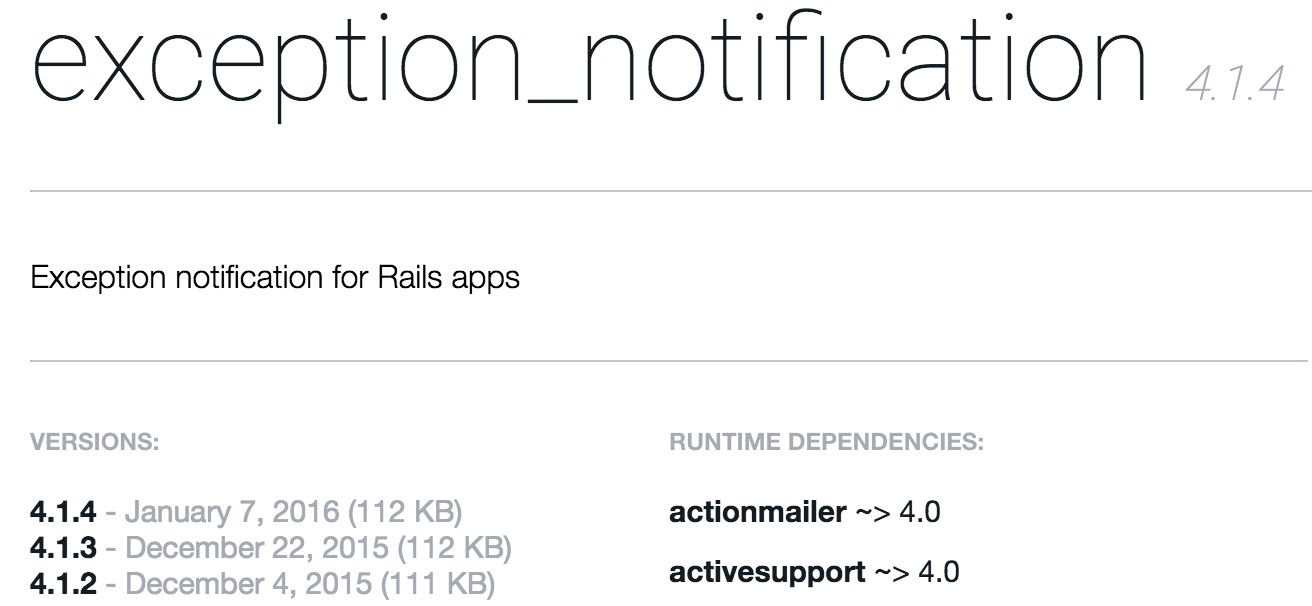 exception_notification 4.1.4
Exception notification for Rails apps
VERSIONS:
4.1.4 - January 7, 2016 (112 KB)
4.1.3 - December 22, 2015 (112 KB)
4.1.2 - December 4, 2015 (111 KB)
RUNTIME DEPENDENCIES:
actionmailer ~> 4.0
activesupport ~> 4.0